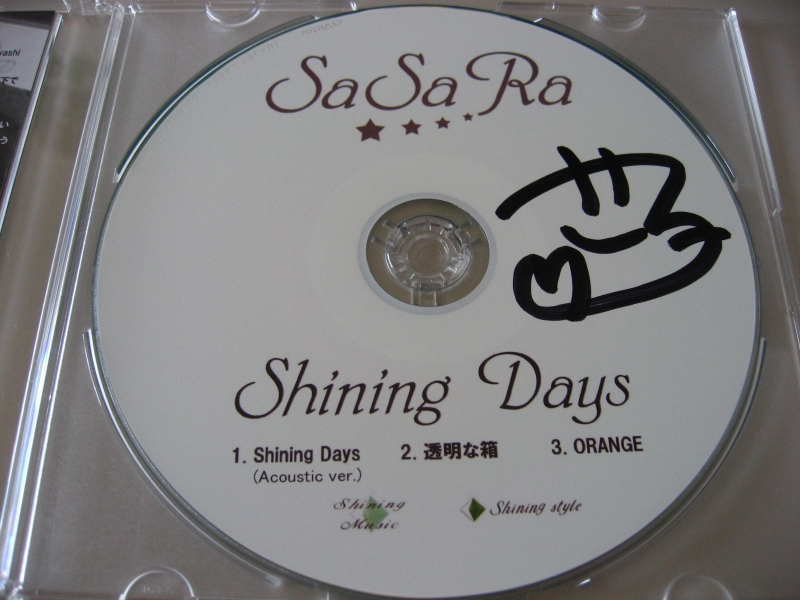 SaSaRa
Shining Days
1. Shining Days 2. 透明な箱 3. ORANGE
(Acoustic ver.)
Shining Music
Shining style